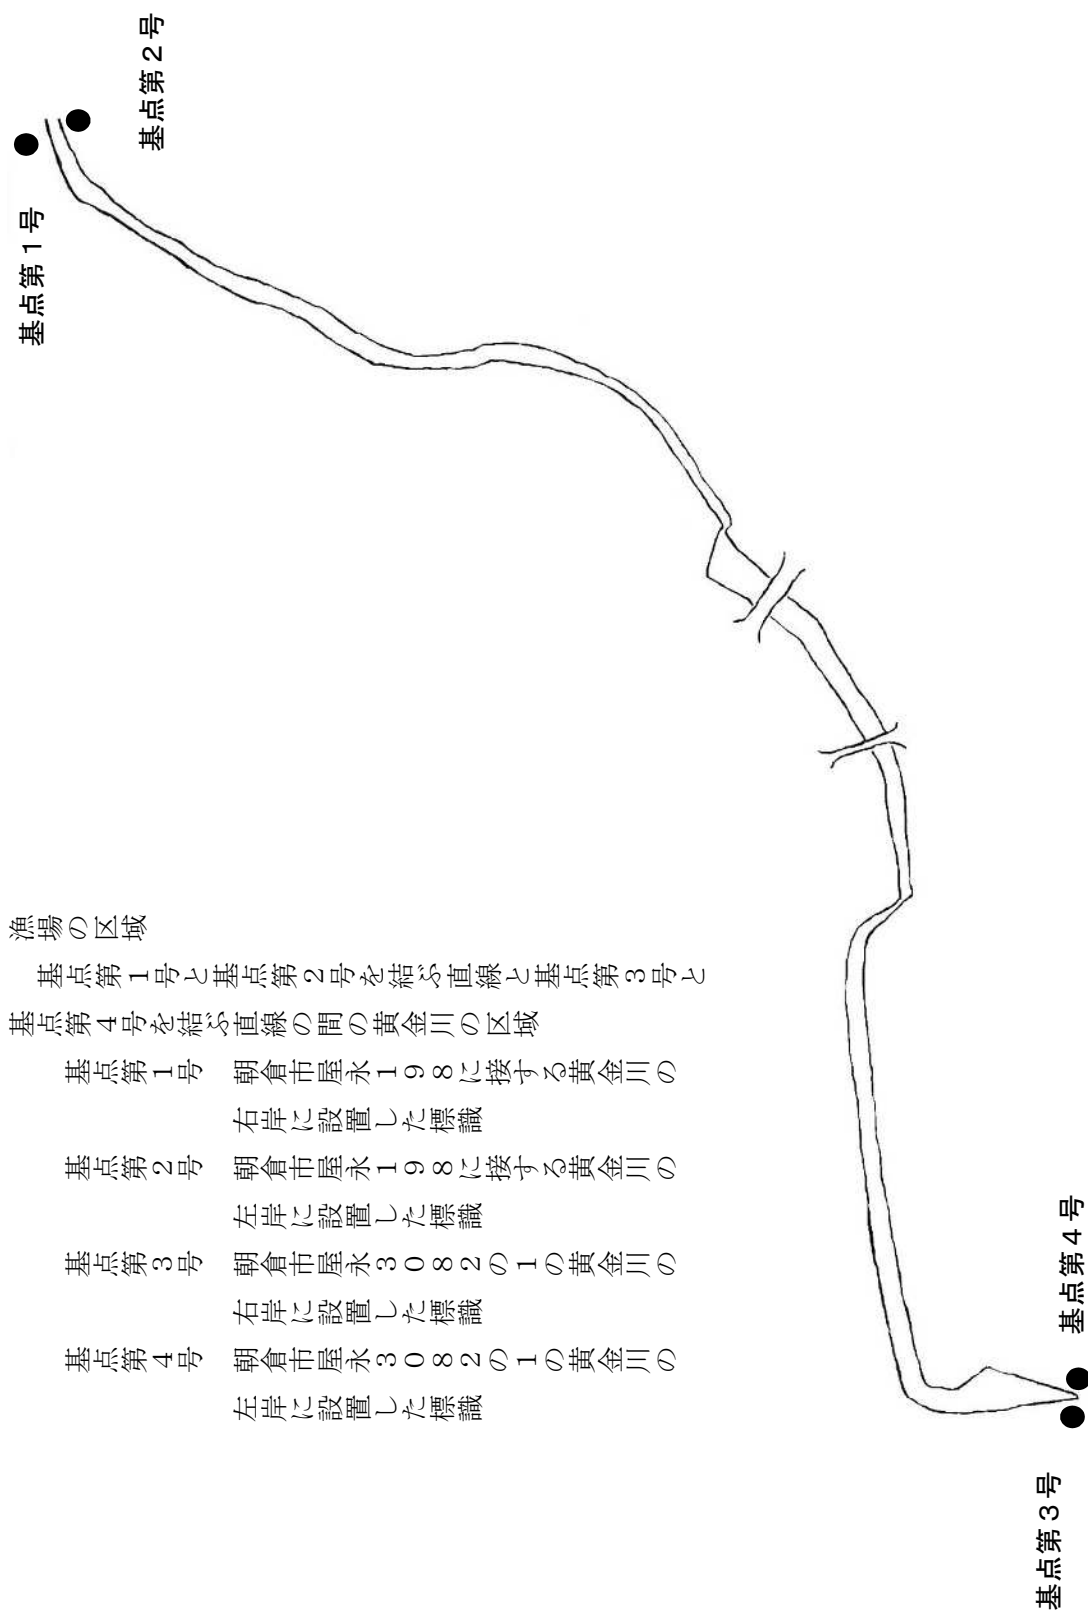 漁場の区域
基点第1号と基点第2号を結ぶ直線と基点第3号と
基点第4号を結ぶ直線の間の黄金川の区域
基点第1号　朝倉市屋永198に接する黄金川の
右岸に設置した標識
基点第2号　朝倉市屋永198に接する黄金川の
左岸に設置した標識
基点第3号　朝倉市屋永3082の1の黄金川の
右岸に設置した標識
基点第4号　朝倉市屋永3082の1の黄金川の
左岸に設置した標識
基点第1号
基点第2号
基点第3号
基点第4号